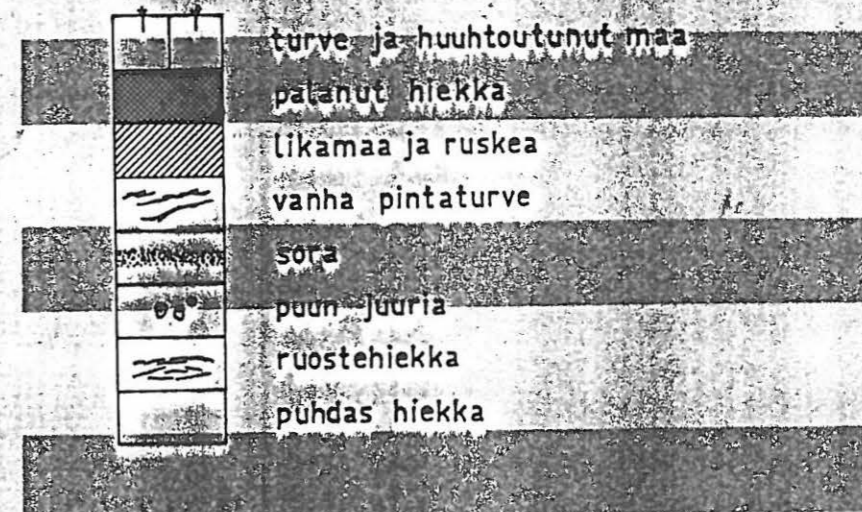 turve ja huuhtoutunut maa
palanut hiekka
likamaa ja ruskea
vanha pintaturve
sora
puun juuria
ruostehiekka
puhdas hiekka